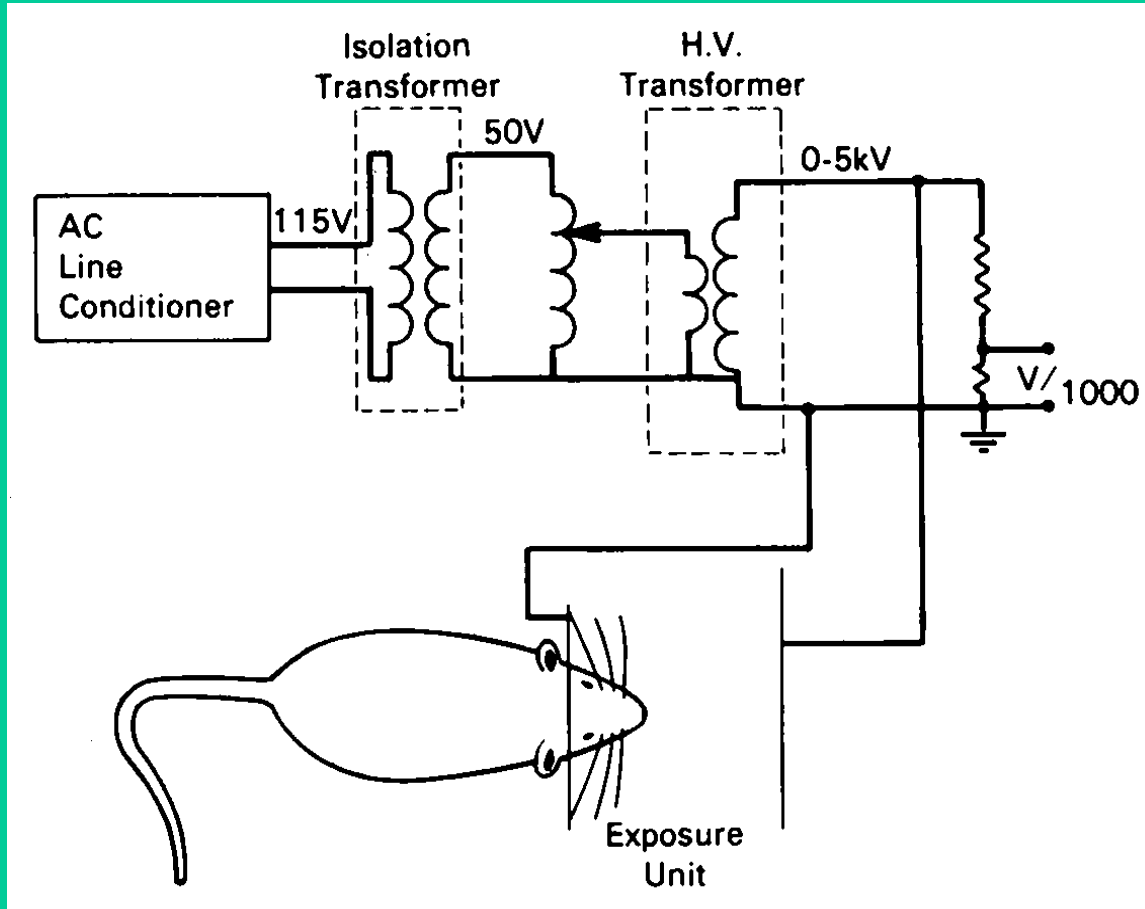 Isolation
Transformer
H.V.
Transformer
50V
0-5kV
115V
AC
Line
Conditioner
V/1000
Exposure
Unit